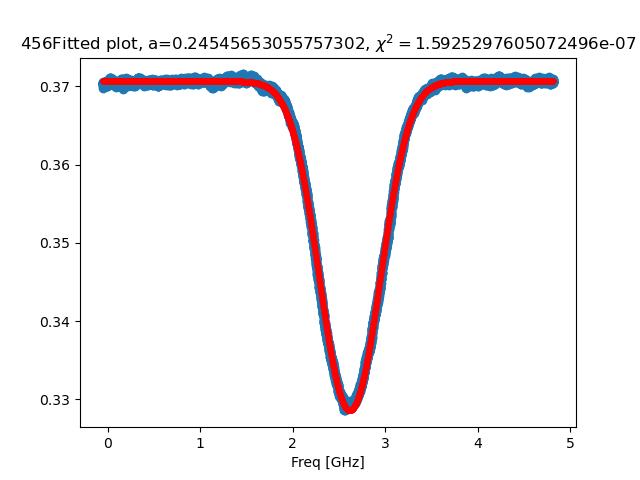 456Fitted plot, a=0.24545653055757302, χ² = 1.5925297605072496e-07
0.37
0.36
0.35
0.34
0.33
0 1 2 3 4 5
Freq [GHz]